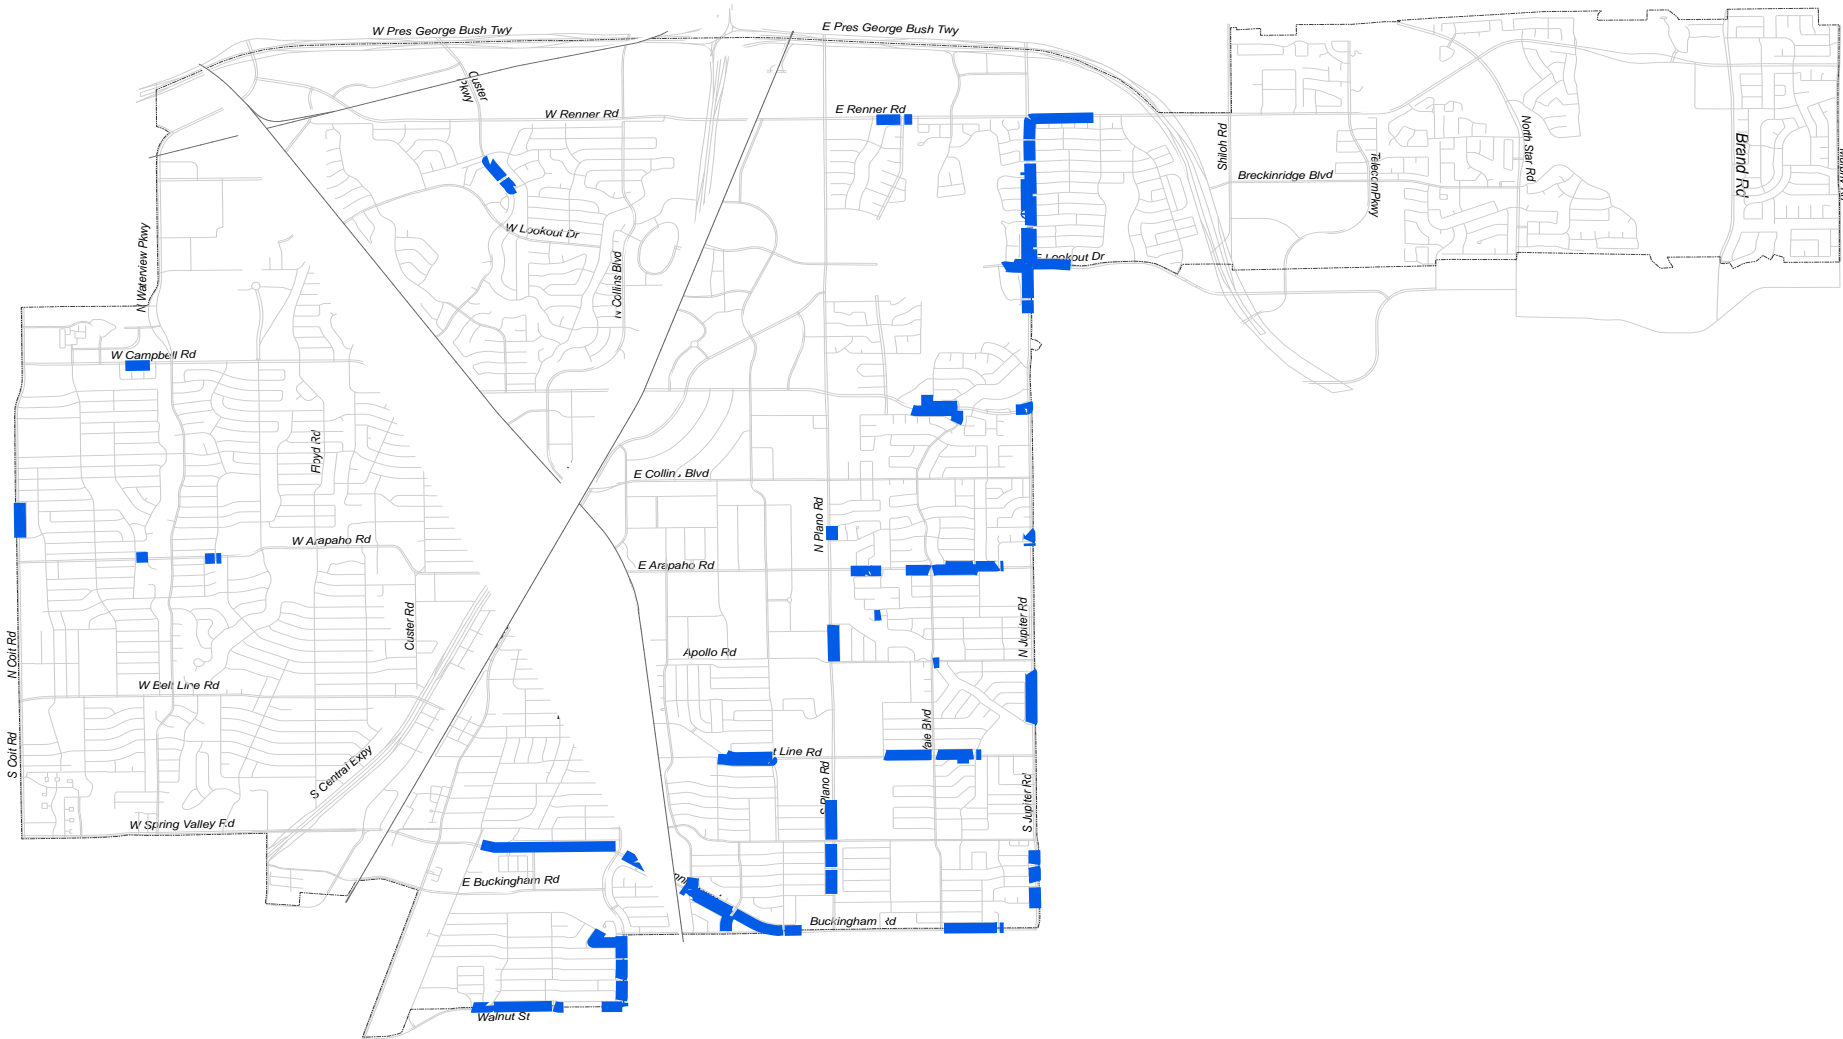 W Pres George Bush Twy
E Pres George Bush Twy
Custer
Pkwy
W Renner Rd
E Renner Rd
Shiloh Rd
North Star Rd
Brand Rd
TelecomPkwy
Breckinridge Blvd
W Lookout Dr
E Lookout Dr
N Waterview Pkwy
N Collins Blvd
W Campbell Rd
Floyd Rd
E Collins Blvd
N Plano Rd
W Arapaho Rd
E Arapaho Rd
N Coit Rd
Custer Rd
N Jupiter Rd
Apollo Rd
W Belt Line Rd
S Coit Rd
t Line Rd
S Plano Rd
S Central Expy
S Jupiter Rd
W Spring Valley Rd
E Buckingham Rd
Buckingham Rd
Walnut St